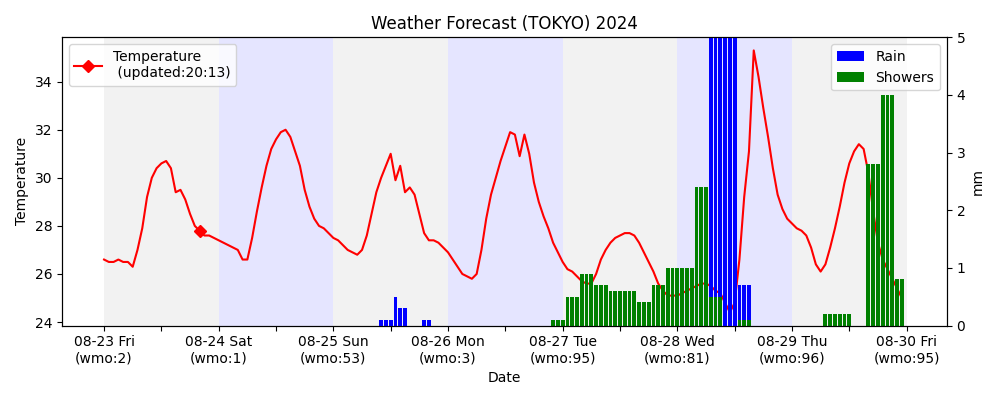 Weather Forecast (TOKYO) 2024
Temperature
(updated:20:13)
Rain
Showers
34
32
30
28
26
24
Temperature
5
4
3
2
1
0
mm
08-23 Fri
(wmo:2)
08-24 Sat
(wmo:1)
08-25 Sun
(wmo:53)
08-26 Mon
(wmo:3)
08-27 Tue
(wmo:95)
08-28 Wed
(wmo:81)
08-29 Thu
(wmo:96)
08-30 Fri
(wmo:95)
Date